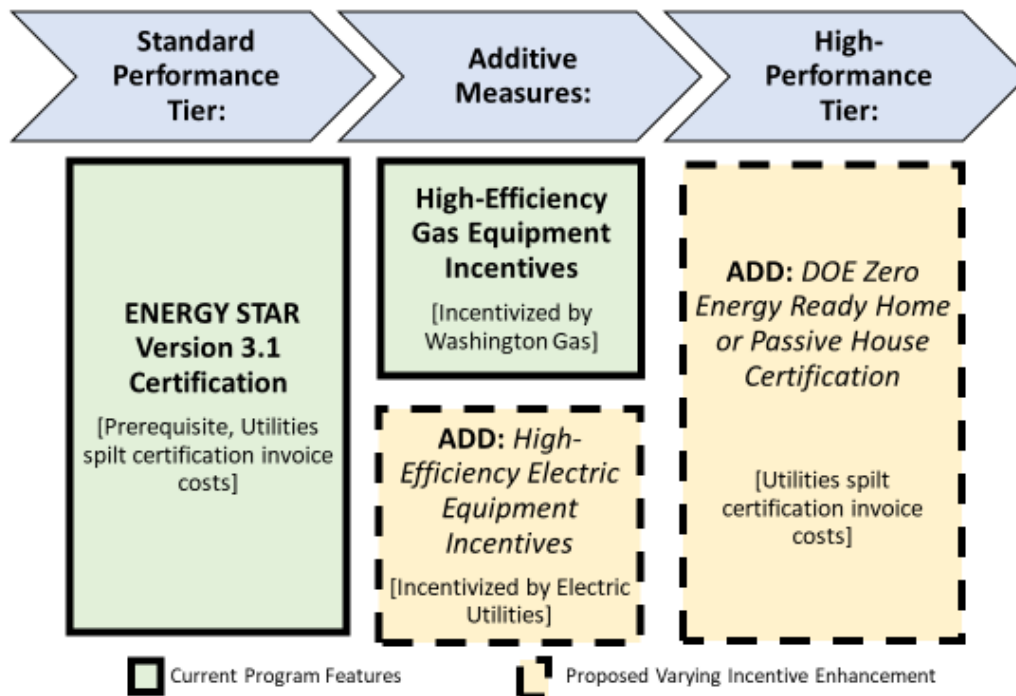 Standard
Performance
Tier:
Additive
Measures:
High-
Performance
Tier:
ENERGY STAR
Version 3.1
Certification
[Prerequisite, Utilities
spilt certification invoice
costs]
High-Efficiency
Gas Equipment
Incentives
[Incentivized by
Washington Gas]
ADD: High-
Efficiency Electric
Equipment
Incentives
[Incentivized by Electric
Utilities]
ADD: DOE Zero
Energy Ready Home
or Passive House
Certification
[Utilities spilt
certification invoice
costs]
Current Program Features
Proposed Varying Incentive Enhancement